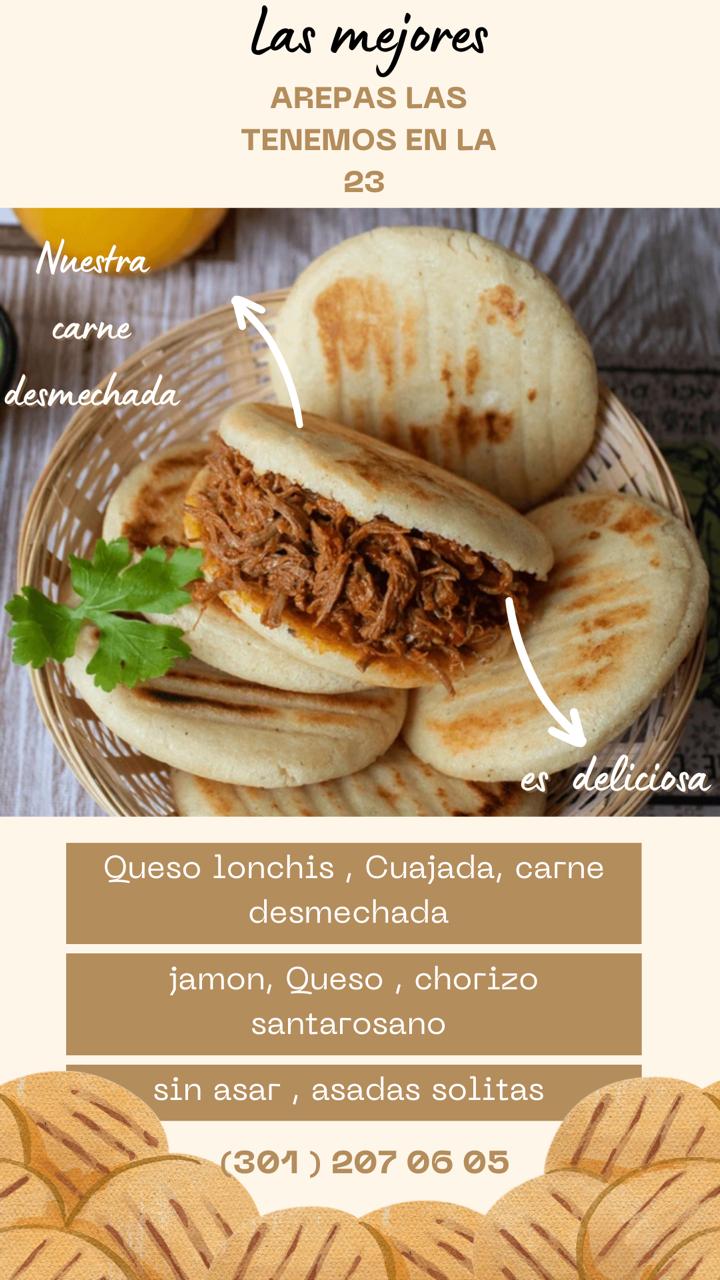 Las mejores
AREPAS LAS
TENEMOS EN LA
23
Nuestra
carne
desmechada
es deliciosa
Queso lonchis , Cuajada, carne
desmechada
jamon, Queso , chorizo
santarosano
sin asar , asadas solitas
(301 ) 207 06 05